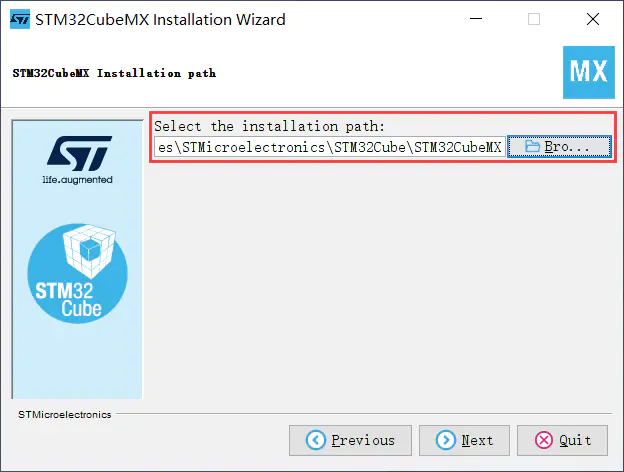 STM32CubeMX Installation Wizard
STM32CubeMX Installation path
MX
Select the installation path:
es\STMicroelectronics\STM32Cube\STM32CubeMX
Bro...
ST
life.augmented
STM32
Cube
STMicroelectronics
Previous
Next
Quit